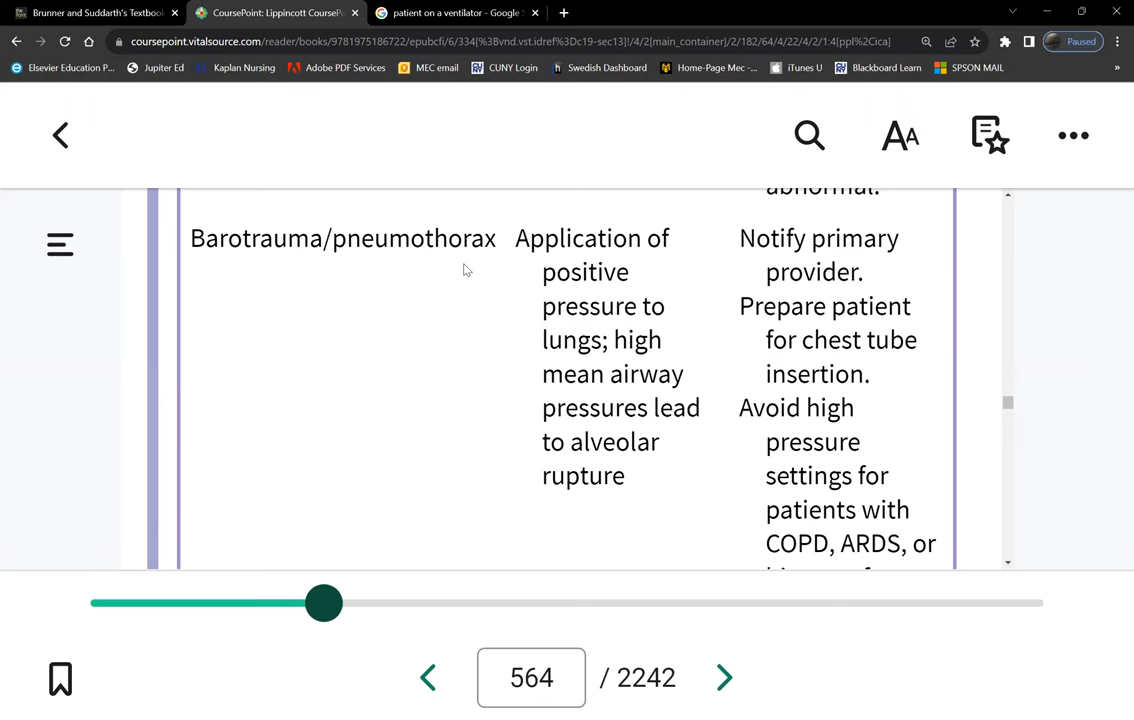 Brunner and Suddarth's Textbook
CoursePoint: Lippincott CoursePo
patient on a ventilator - Google S
coursepoint.vitalsource.com/reader/books/9781975186722/epubcfi/6/334[%3Bvnd.vst.idref%3Dc19-sec13]!/4/2[main_container]/2/182/64/4/22/4/2/1:4[ppl%2Cica]
Paused
Elsevier Education P...
Jupiter Ed
Kaplan Nursing
Adobe PDF Services
MEC email
CUNY Login
Swedish Dashboard
Home-Page Mec -...
iTunes U
Blackboard Learn
SPSON MAIL
»
AA
abnormal.
Barotrauma/pneumothorax Application of Notify primary
positive provider.
pressure to Prepare patient
lungs; high for chest tube
mean airway insertion.
pressures lead Avoid high
to alveolar pressure
rupture settings for
patients with
COPD, ARDS, or
564 / 2242